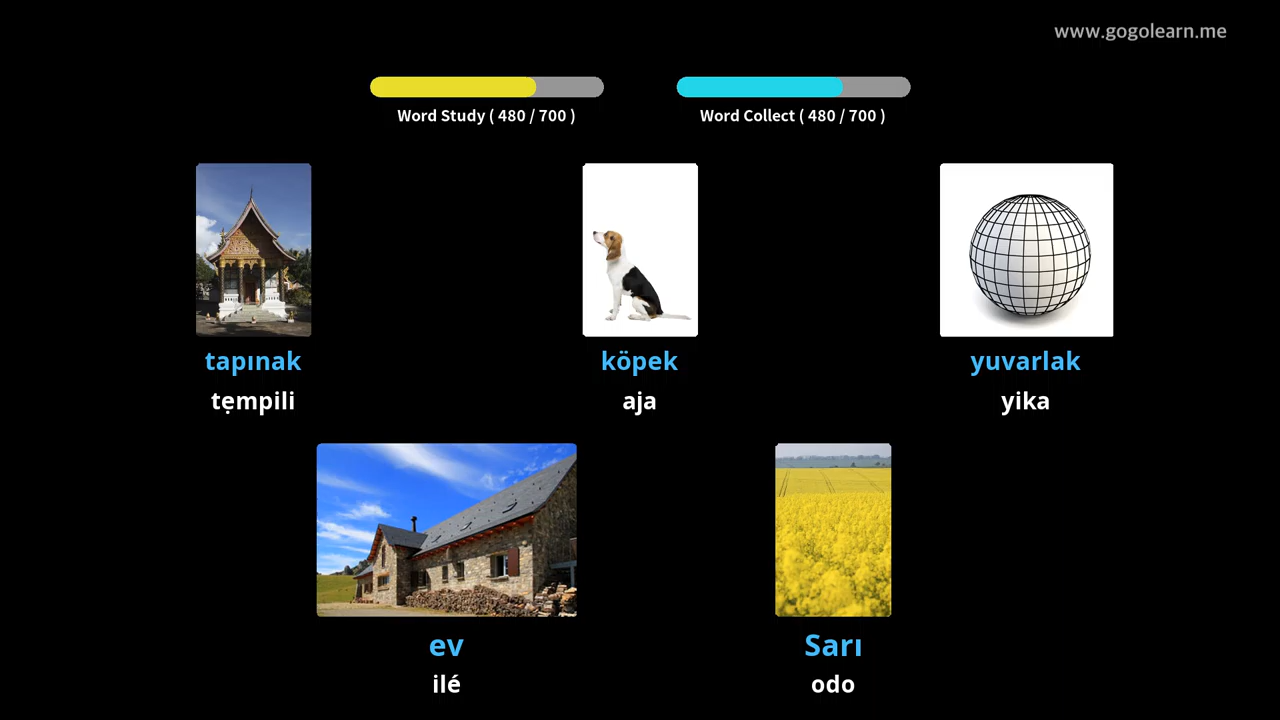 www.gogolearn.me
Word Study ( 480 / 700 )
Word Collect ( 480 / 700 )
tapınak
köpek
yuvarlak
tẹmpili
aja
yika
ev
Sarı
ilé
odo